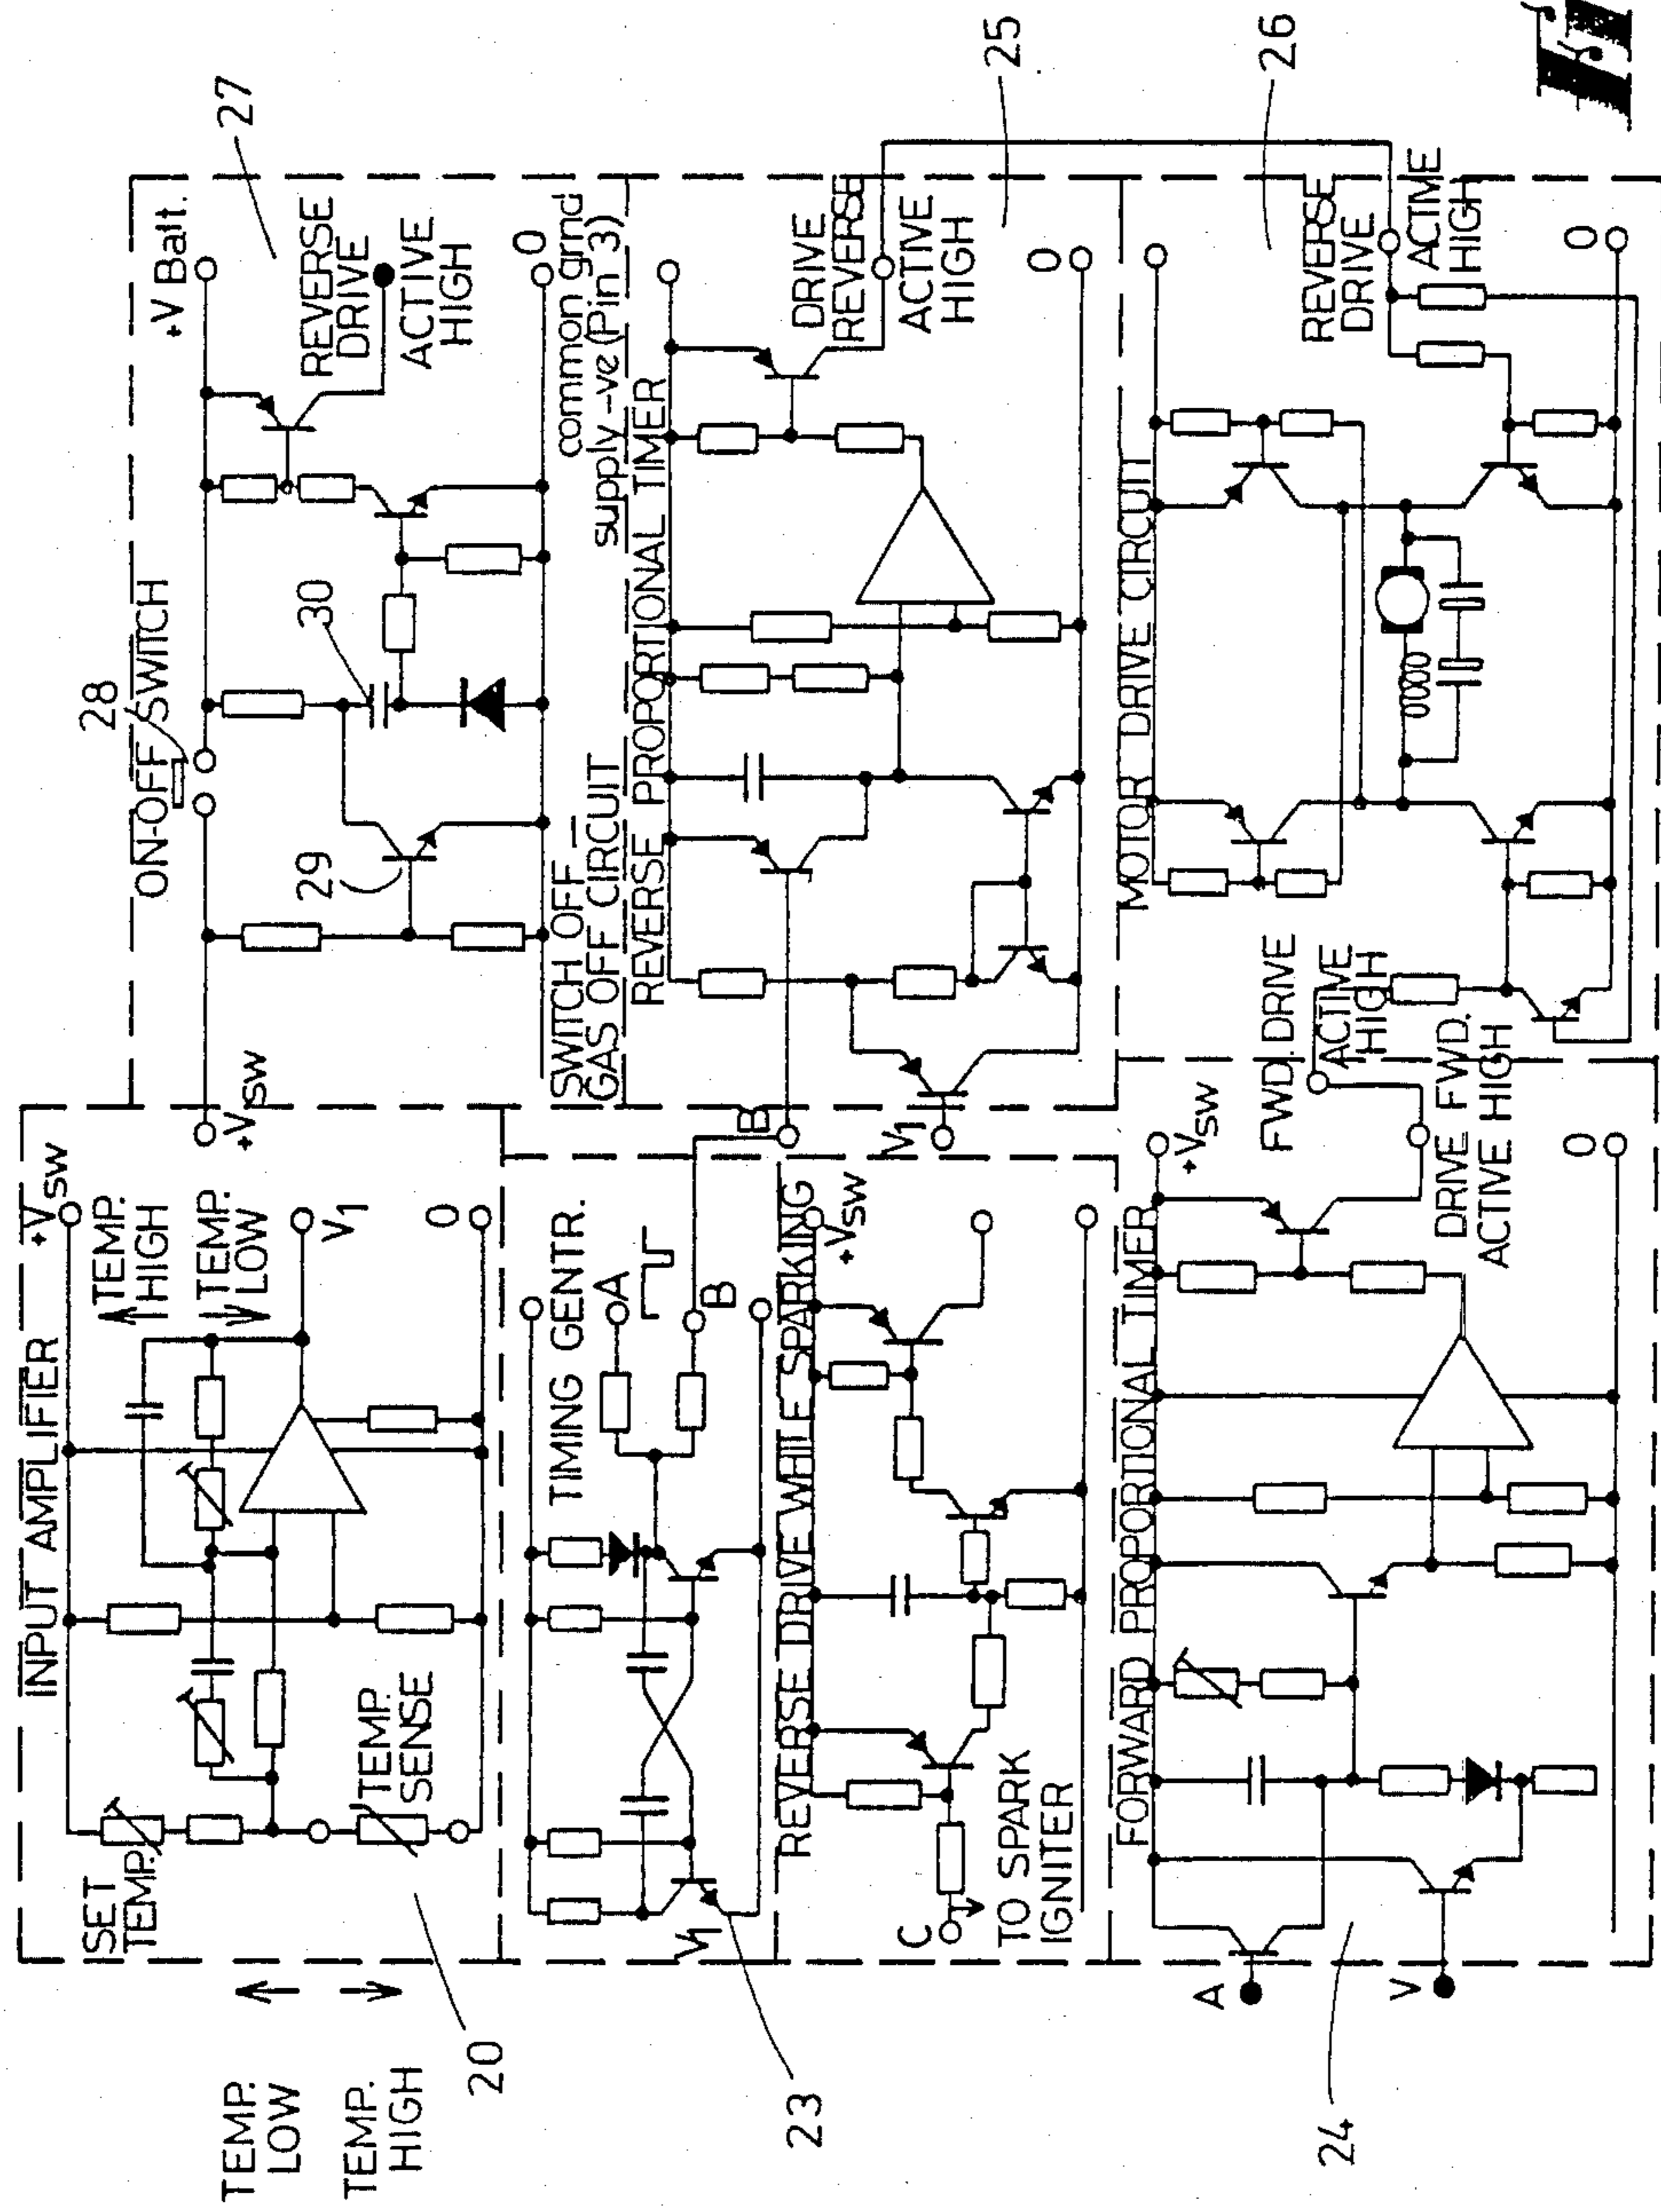 TEMP.
LOW
TEMP.
HIGH
20
SET
TEMP.
INPUT AMPLIFIER
+VSW
TEMP.
HIGH
TEMP.
LOW
V1
0
TEMP.
SENSE
23
V1
TIMING GENTR.
A
B
REVERSE DRIVE WHILE SPARKING
+VSW
C
TO SPARK
IGNITER
24
A
V
FORWARD PROPORTIONAL TIMER
+VSW
DRIVE FWD.
ACTIVE HIGH
0
+VSW
28
ON-OFF SWITCH
+V Batt.
27
29
30
REVERSE
DRIVE
ACTIVE
HIGH
0
SWITCH OFF –
GAS OFF CIRCUIT
common grnd
supply -ve (Pin 3)
REVERSE PROPORTIONAL TIMER
B
V1
DRIVE
REVERSE
ACTIVE
HIGH
0
25
MOTOR DRIVE CIRCUIT
FWD. DRIVE
ACTIVE
HIGH
REVERSE
DRIVE
ACTIVE
HIGH
0
26